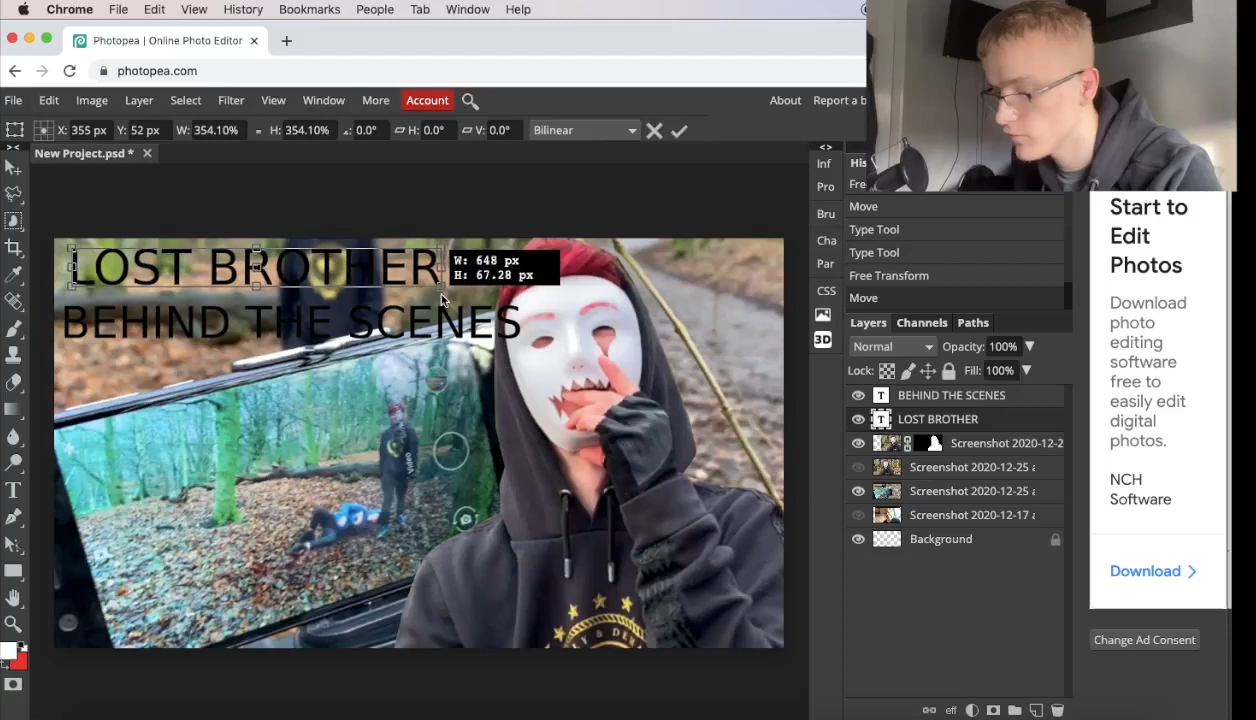 Chrome File Edit View History Bookmarks People Tab Window Help
Photopea | Online Photo Editor
photopea.com
File Edit Image Layer Select Filter View Window More Account About Report a b
X: 355 px Y: 52 px W: 354.10% H: 354.10% 0.0° H: 0.0° V: 0.0° Bilinear
New Project.psd *
LOST BROTHER
W: 648 px
H: 67.28 px
BEHIND THE SCENES
Inf
Pro
Bru
Cha
Par
CSS
3D
His
Fre
Move
Type Tool
Type Tool
Free Transform
Move
Layers Channels Paths
Normal Opacity: 100%
Lock: Fill: 100%
BEHIND THE SCENES
LOST BROTHER
Screenshot 2020-12-2
Screenshot 2020-12-25 a
Screenshot 2020-12-25 a
Screenshot 2020-12-17 a
Background
eff
Start to
Edit
Photos
Download
photo
editing
software
free to
easily edit
digital
photos.
NCH
Software
Download
Change Ad Consent